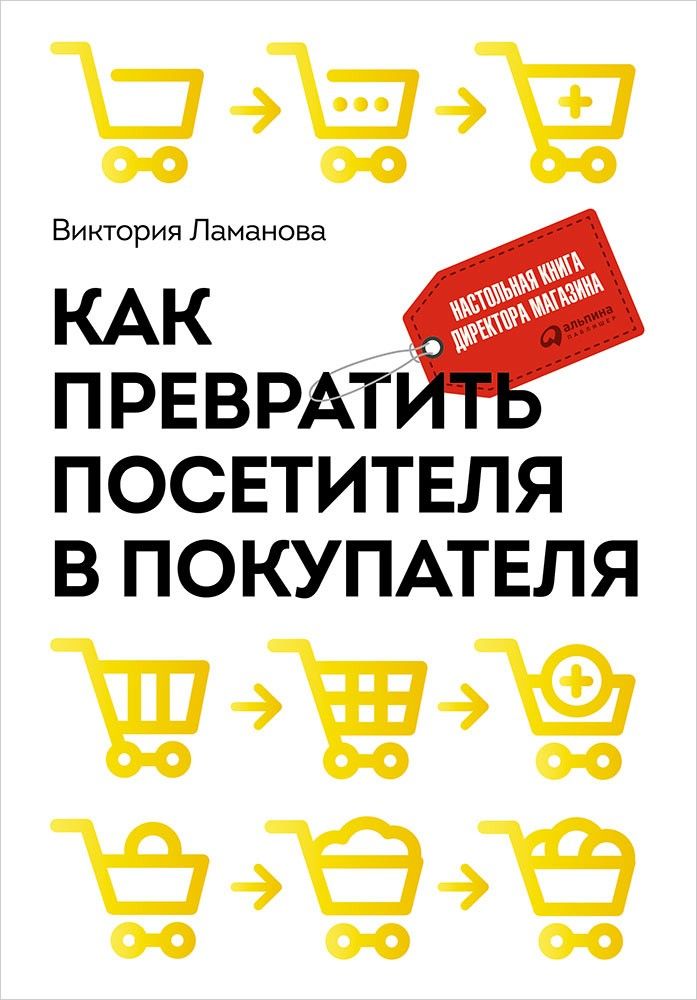 Виктория Ламанова
НАСТОЛЬНАЯ КНИГА
ДИРЕКТОРА МАГАЗИНА
альпина
ПАБЛИШЕР
КАК
ПРЕВРАТИТЬ
ПОСЕТИТЕЛЯ
В ПОКУПАТЕЛЯ